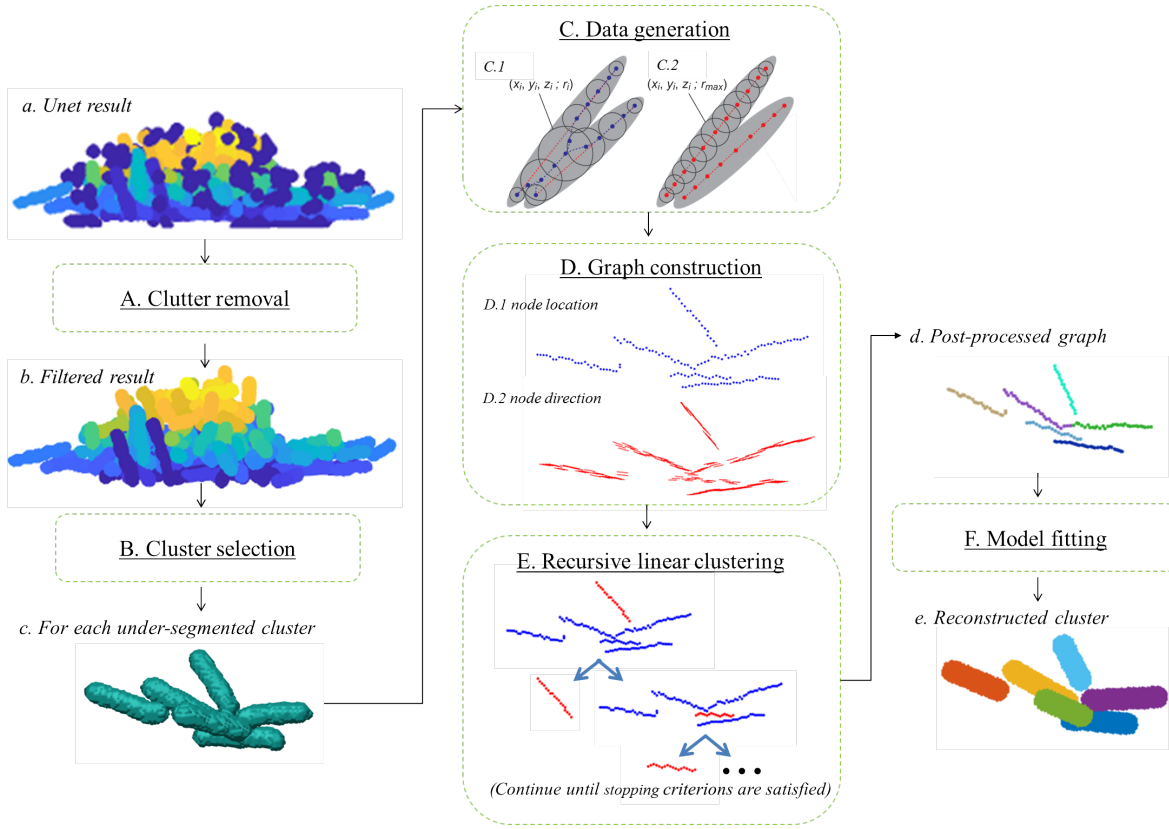 a. Unet result
A. Clutter removal
b. Filtered result
B. Cluster selection
c. For each under-segmented cluster
C. Data generation
C.1
(xi, yi, zi ; ri)
C.2
(xi, yi, zi ; rmax)
D. Graph construction
D.1 node location
D.2 node direction
E. Recursive linear clustering
(Continue until stopping criterions are satisfied)
d. Post-processed graph
F. Model fitting
e. Reconstructed cluster